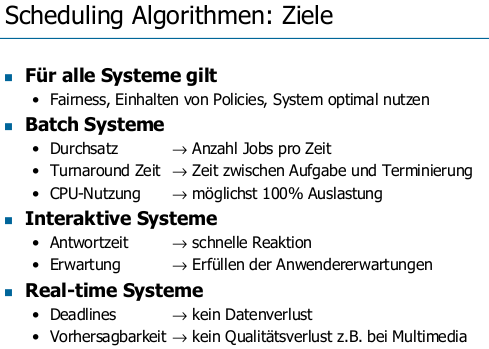 Scheduling Algorithmen: Ziele
Für alle Systeme gilt
• Fairness, Einhalten von Policies, System optimal nutzen
Batch Systeme
• Durchsatz → Anzahl Jobs pro Zeit
• Turnaround Zeit → Zeit zwischen Aufgabe und Terminierung
• CPU-Nutzung → möglichst 100% Auslastung
Interaktive Systeme
• Antwortzeit → schnelle Reaktion
• Erwartung → Erfüllen der Anwendererwartungen
Real-time Systeme
• Deadlines → kein Datenverlust
• Vorhersagbarkeit → kein Qualitätsverlust z.B. bei Multimedia